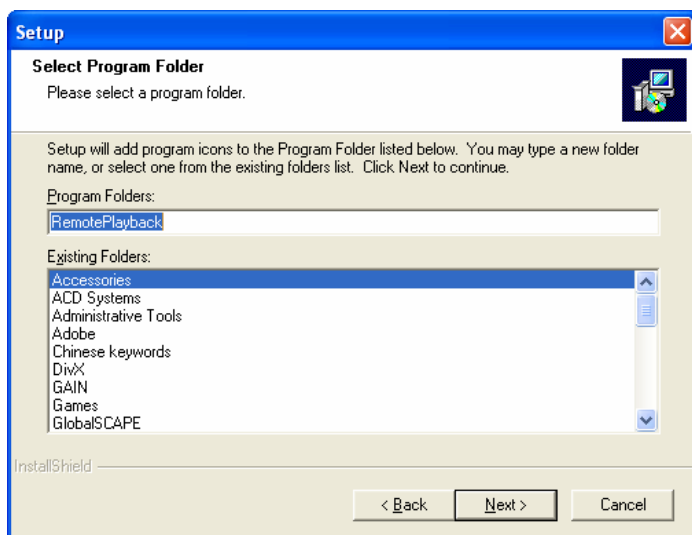 Setup
Select Program Folder
Please select a program folder.
Setup will add program icons to the Program Folder listed below. You may type a new folder
name, or select one from the existing folders list. Click Next to continue.
Program Folders:
RemotePlayback
Existing Folders:
Accessories
ACD Systems
Administrative Tools
Adobe
Chinese keywords
DivX
GAIN
Games
GlobalSCAPE
InstallShield
< Back
Next >
Cancel